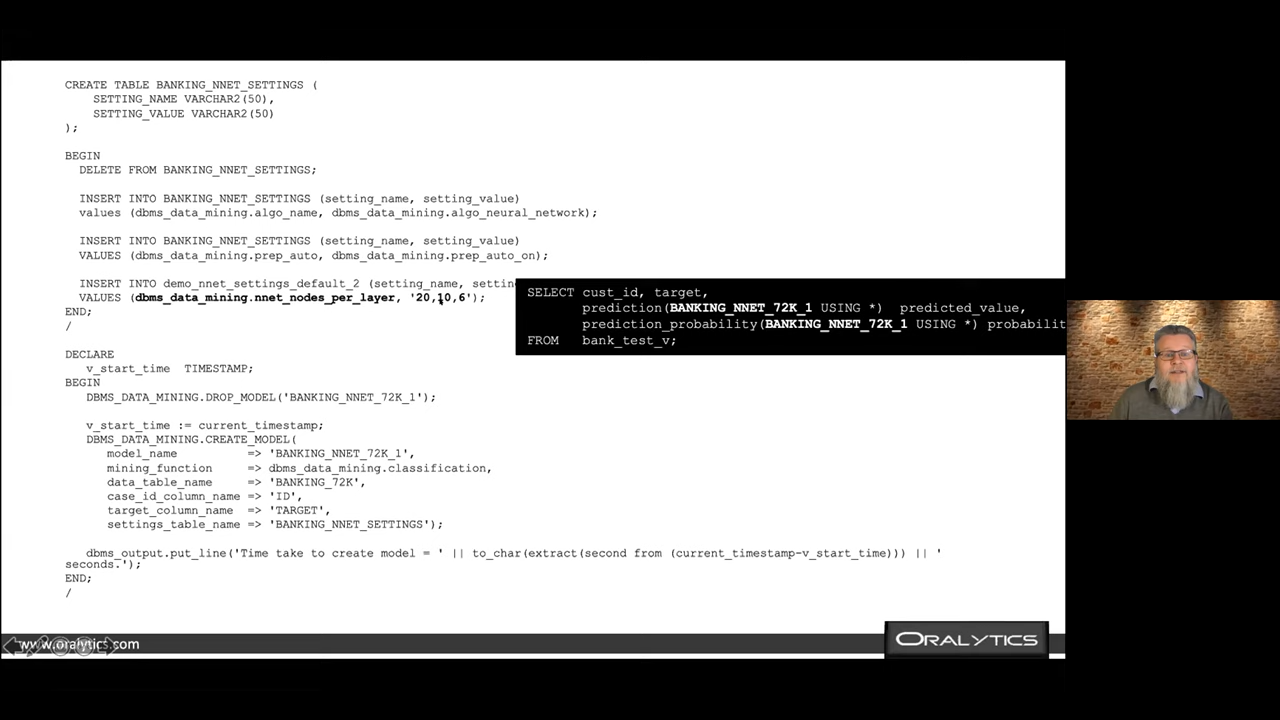 CREATE TABLE BANKING_NNET_SETTINGS (
SETTING_NAME VARCHAR2(50),
SETTING_VALUE VARCHAR2(50)
);
BEGIN
DELETE FROM BANKING_NNET_SETTINGS;
INSERT INTO BANKING_NNET_SETTINGS (setting_name, setting_value)
values (dbms_data_mining.algo_name, dbms_data_mining.algo_neural_network);
INSERT INTO BANKING_NNET_SETTINGS (setting_name, setting_value)
VALUES (dbms_data_mining.prep_auto, dbms_data_mining.prep_auto_on);
INSERT INTO demo_nnet_settings_default_2 (setting_name, settin
VALUES (dbms_data_mining.nnet_nodes_per_layer, '20,10,6');
END;
/
SELECT cust_id, target,
prediction(BANKING_NNET_72K_1 USING *) predicted_value,
prediction_probability(BANKING_NNET_72K_1 USING *) probabilit
FROM bank_test_v;
DECLARE
v_start_time TIMESTAMP;
BEGIN
DBMS_DATA_MINING.DROP_MODEL('BANKING_NNET_72K_1');
v_start_time := current_timestamp;
DBMS_DATA_MINING.CREATE_MODEL(
model_name => 'BANKING_NNET_72K_1',
mining_function => dbms_data_mining.classification,
data_table_name => 'BANKING_72K',
case_id_column_name => 'ID',
target_column_name => 'TARGET',
settings_table_name => 'BANKING_NNET_SETTINGS');
dbms_output.put_line('Time take to create model = ' || to_char(extract(second from (current_timestamp-v_start_time))) || '
seconds.');
END;
/
www.oralytics.com
ORALYTICS